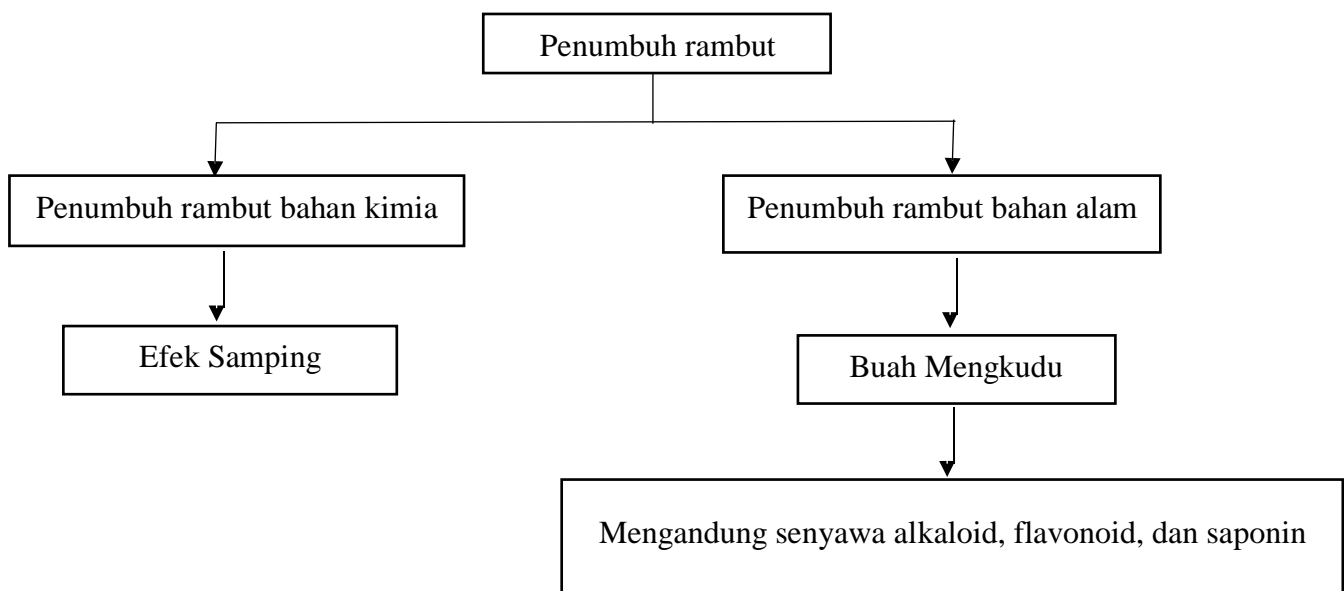 Penumbuh rambut
Penumbuh rambut bahan kimia
Penumbuh rambut bahan alam
Efek Samping
Buah Mengkudu
Mengandung senyawa alkaloid, flavonoid, dan saponin